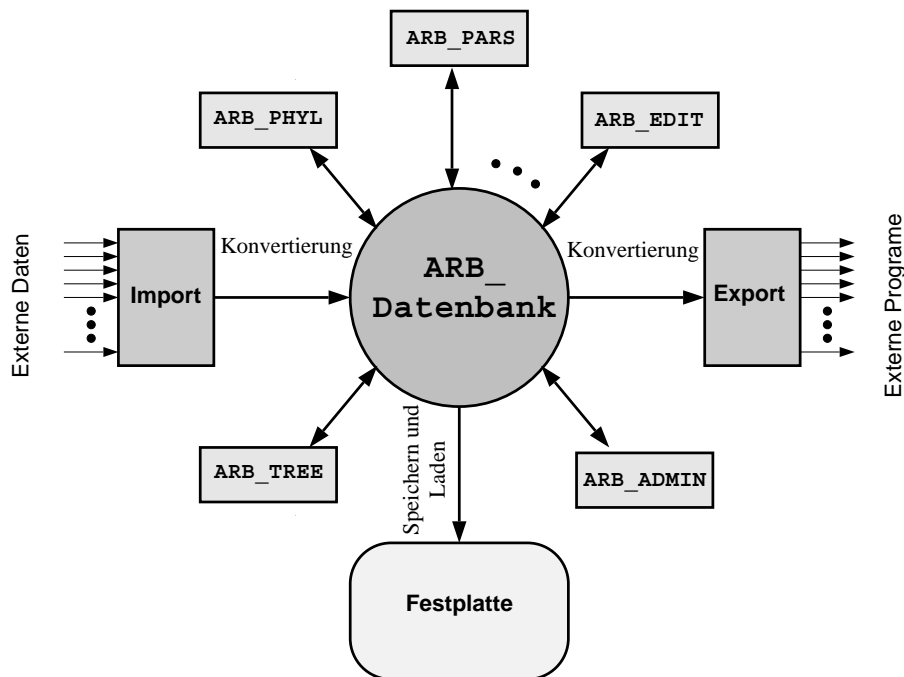 ARB_PARS
ARB_PHYL
ARB_EDIT
Konvertierung
Konvertierung
Externe Daten
Import
ARB_
Datenbank
Export
Externe Programe
Speichern und
Laden
ARB_TREE
ARB_ADMIN
Festplatte